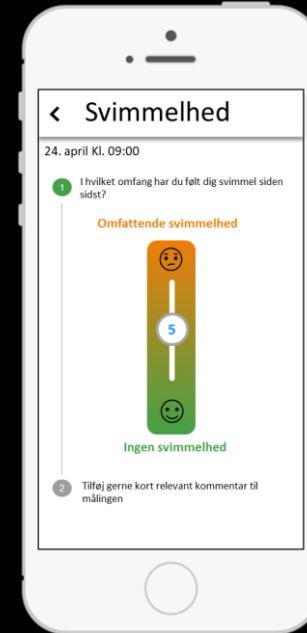 Svimmelhed
24. april Kl. 09:00
1 I hvilket omfang har du følt dig svimmel siden
sidst?
Omfattende svimmelhed
5
Ingen svimmelhed
2 Tilføj gerne kort relevant kommentar til
målingen